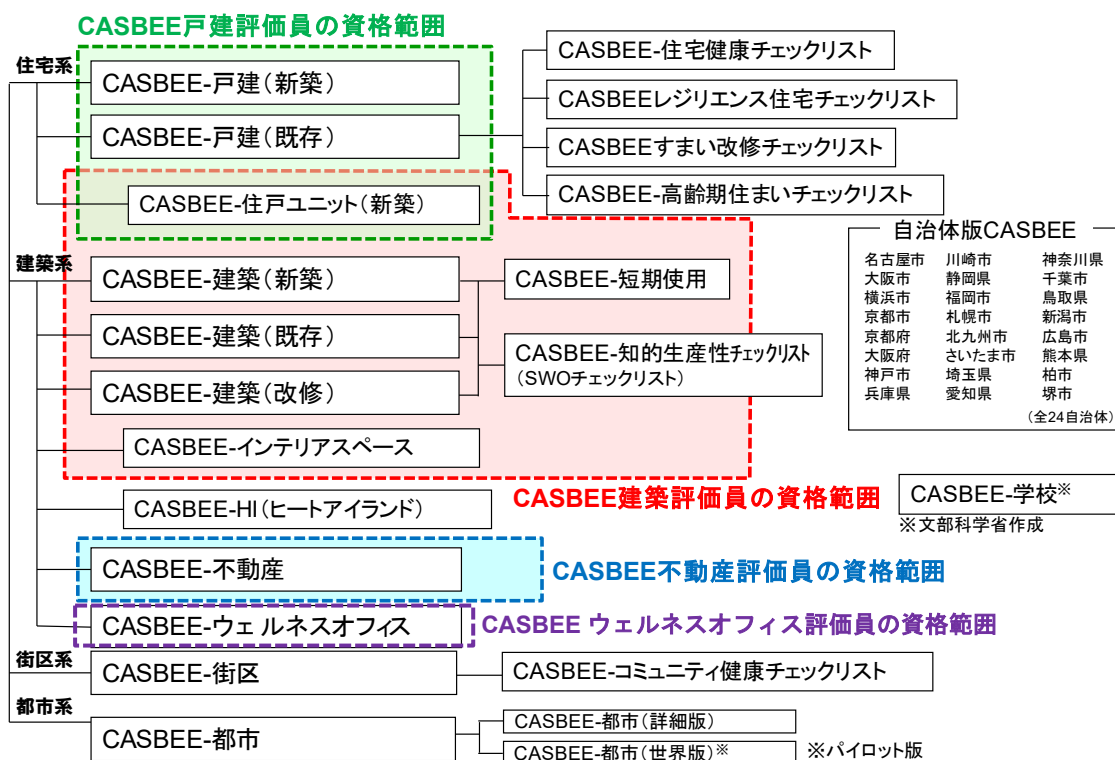 CASBEE戸建評価員の資格範囲
住宅系
CASBEE-戸建(新築)
CASBEE-戸建(既存)
CASBEE-住戸ユニット(新築)
CASBEE-住宅健康チェックリスト
CASBEEレジリエンス住宅チェックリスト
CASBEEすまい改修チェックリスト
CASBEE-高齢期住まいチェックリスト
建築系
CASBEE-建築(新築)
CASBEE-建築(既存)
CASBEE-建築(改修)
CASBEE-短期使用
CASBEE-知的生産性チェックリスト
(SWOチェックリスト)
CASBEE-インテリアスペース
CASBEE建築評価員の資格範囲
CASBEE-HI(ヒートアイランド)
CASBEE-不動産
CASBEE不動産評価員の資格範囲
CASBEE-ウェルネスオフィス
CASBEE ウェルネスオフィス評価員の資格範囲
自治体版CASBEE
名古屋市 川崎市 神奈川県
大阪市 静岡県 千葉市
横浜市 福岡市 鳥取県
京都市 札幌市 新潟市
京都府 北九州市 広島市
大阪府 さいたま市 熊本県
神戸市 埼玉県 柏市
兵庫県 愛知県 堺市
(全24自治体)
CASBEE-学校※
※文部科学省作成
街区系
CASBEE-街区
CASBEE-コミュニティ健康チェックリスト
都市系
CASBEE-都市
CASBEE-都市(詳細版)
CASBEE-都市(世界版)※
※パイロット版